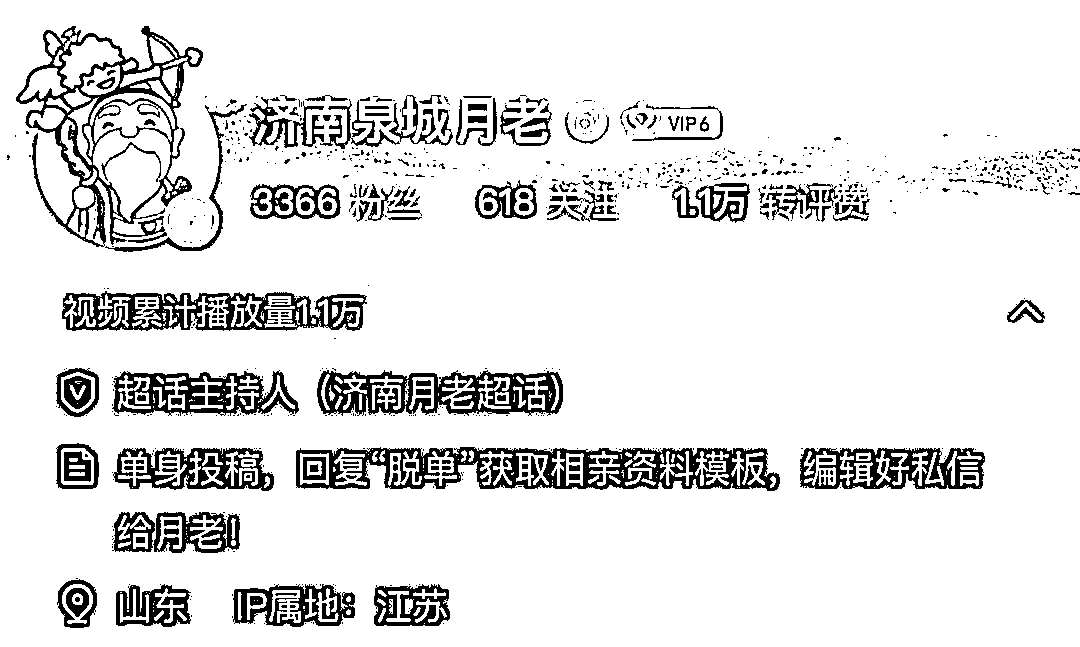 济南泉城月老 VIP6
3366 粉丝 618 关注 1.1万 转评赞
视频累计播放量1.1万
超话主持人（济南月老超话）
单身投稿，回复“脱单”获取相亲资料模板，编辑好私信
给月老！
山东 IP属地：江苏